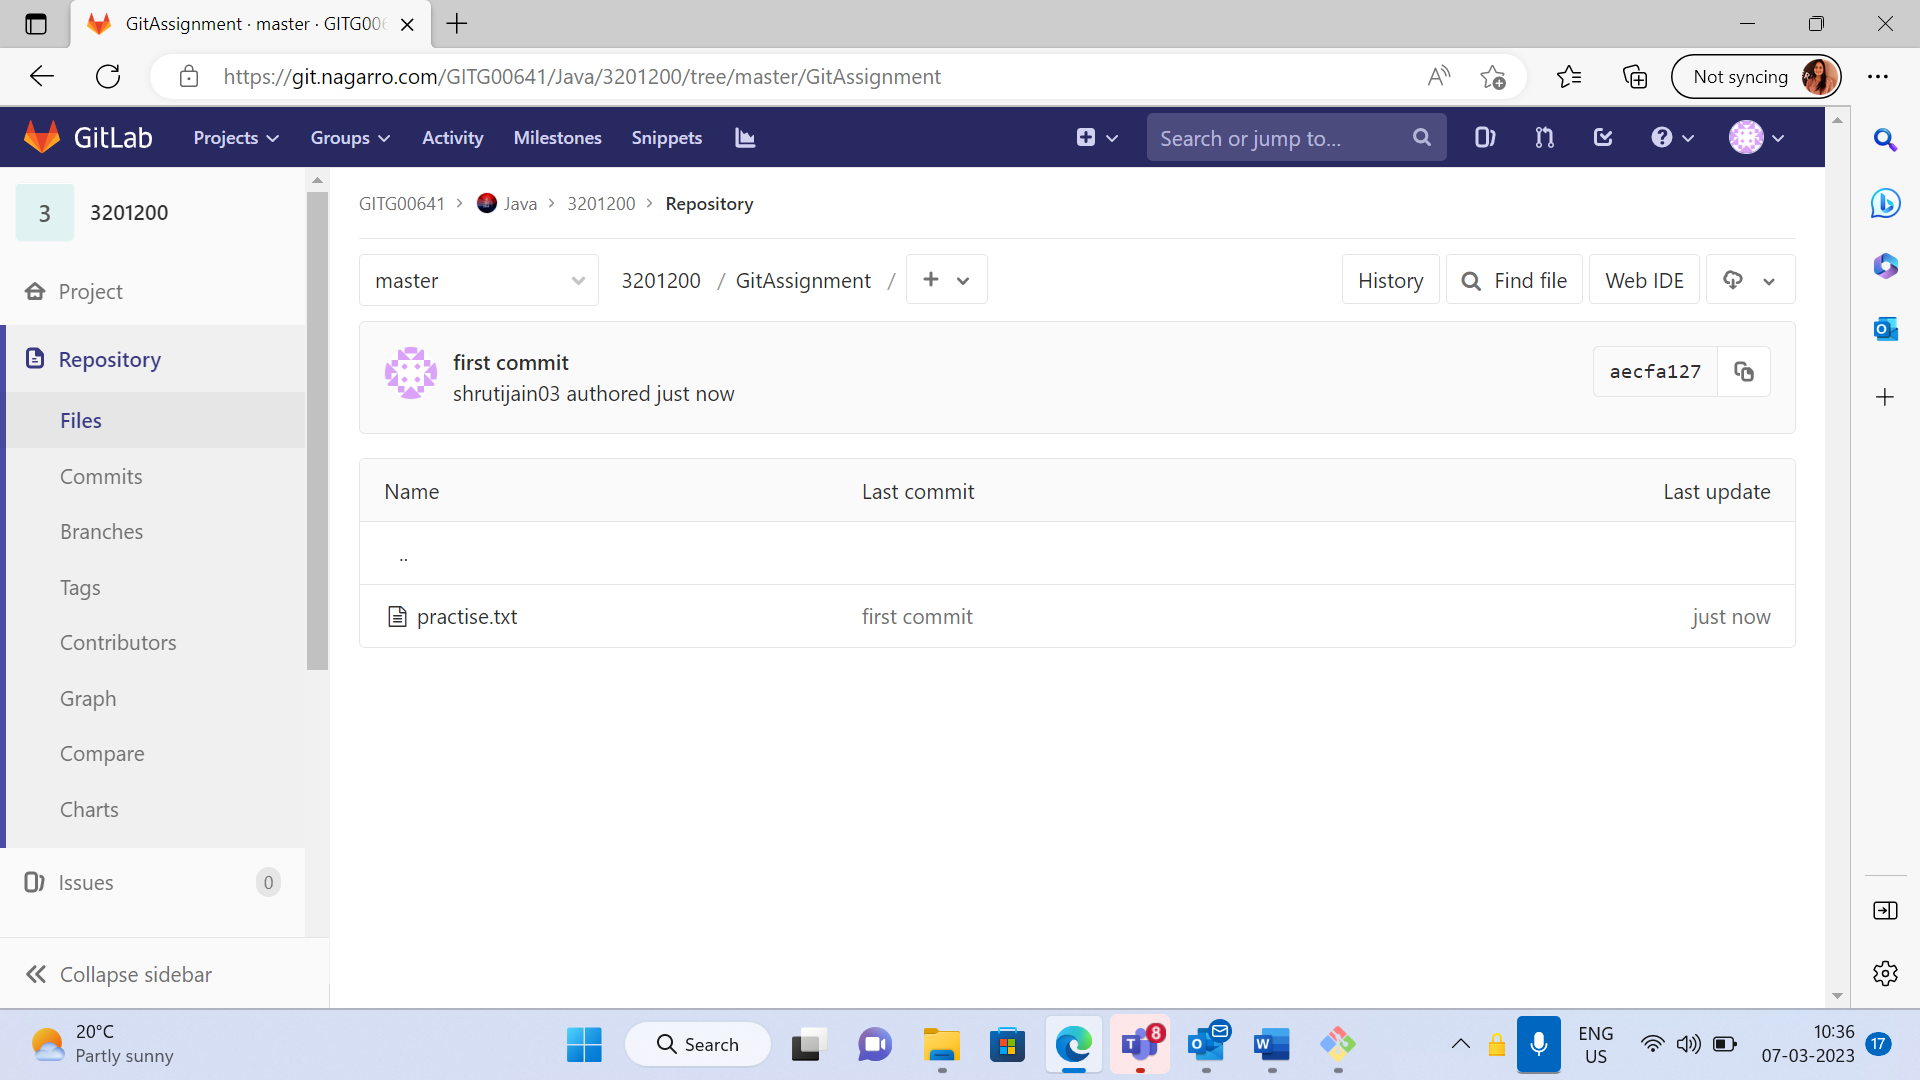 GitAssignment · master · GITG006
https://git.nagarro.com/GITG00641/Java/3201200/tree/master/GitAssignment
Not syncing
GitLab
Projects
Groups
Activity
Milestones
Snippets
Search or jump to...
3
3201200
Project
Repository
Files
Commits
Branches
Tags
Contributors
Graph
Compare
Charts
Issues
0
Collapse sidebar
GITG00641 > Java > 3201200 > Repository
master
3201200 / GitAssignment /
History
Find file
Web IDE
first commit
shrutijain03 authored just now
aecfa127
Name
Last commit
Last update
..
practise.txt
first commit
just now
20°C
Partly sunny
Search
8
ENG
US
10:36
07-03-2023
17